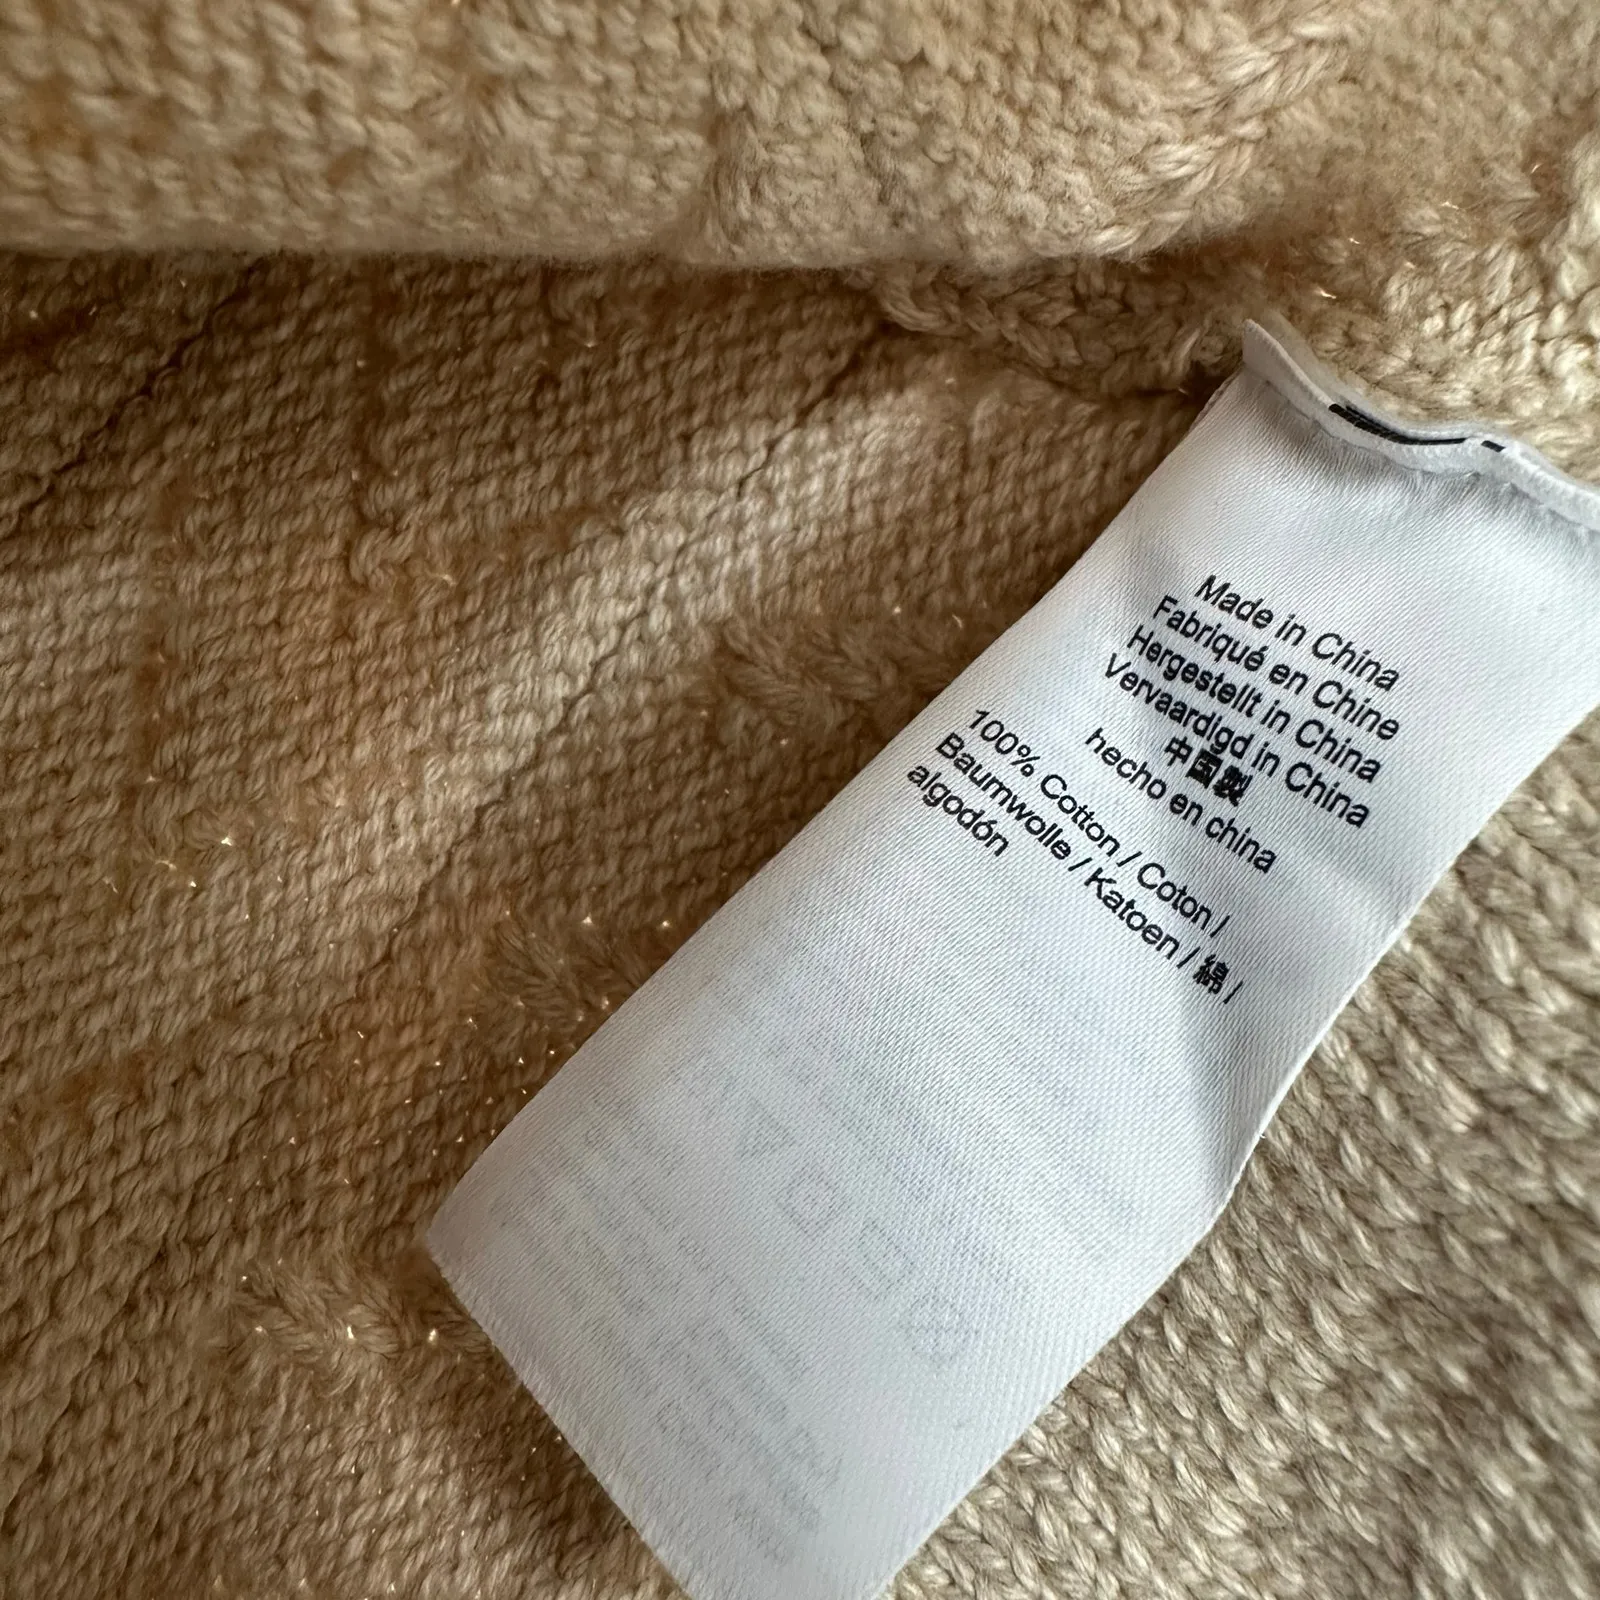 Made in China
Fabriqué en Chine
Hergestellt in China
Vervaardigd in China
中国製
hecho en china
100% Cotton / Coton /
Baumwolle / Katoen / 綿 /
algodón